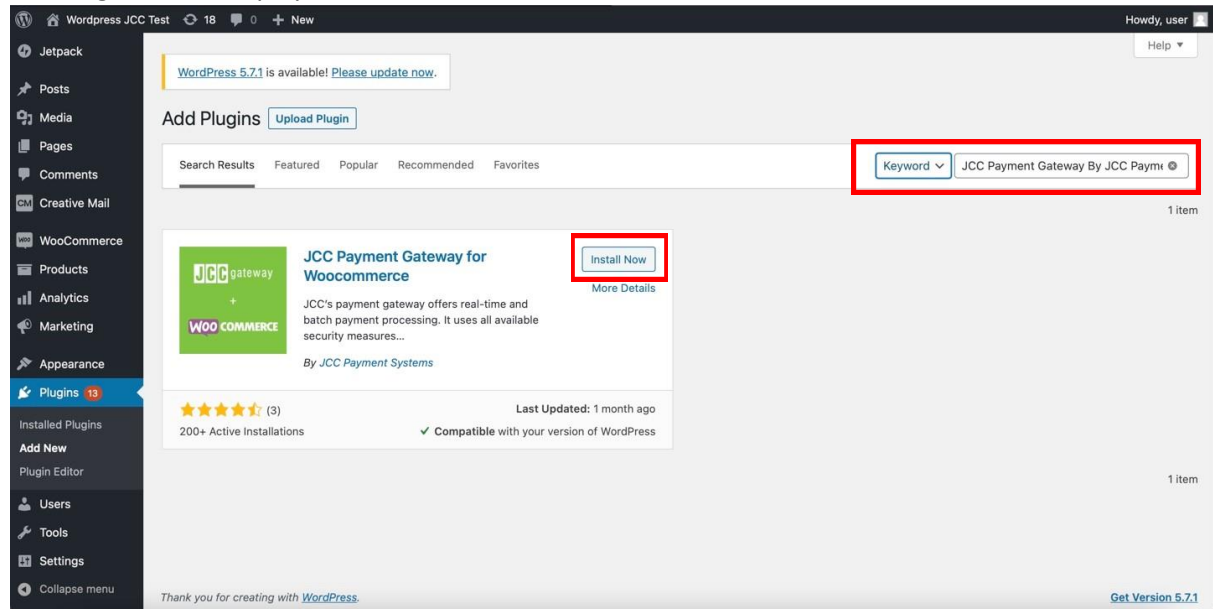 Wordpress JCC Test 18 0 + New Howdy, user
Help ▼
Jetpack
Posts
Media
Pages
Comments
CM Creative Mail
WooCommerce
Products
Analytics
Marketing
Appearance
Plugins 13
Installed Plugins
Add New
Plugin Editor
Users
Tools
Settings
Collapse menu
WordPress 5.7.1 is available! Please update now.
Add Plugins Upload Plugin
Search Results Featured Popular Recommended Favorites
Keyword JCC Payment Gateway By JCC Payme
1 item
JCC gateway
+
WOO COMMERCE
JCC Payment Gateway for
Woocommerce
Install Now
More Details
JCC's payment gateway offers real-time and
batch payment processing. It uses all available
security measures...
By JCC Payment Systems
(3)
200+ Active Installations
Last Updated: 1 month ago
✓ Compatible with your version of WordPress
1 item
Thank you for creating with WordPress.
Get Version 5.7.1